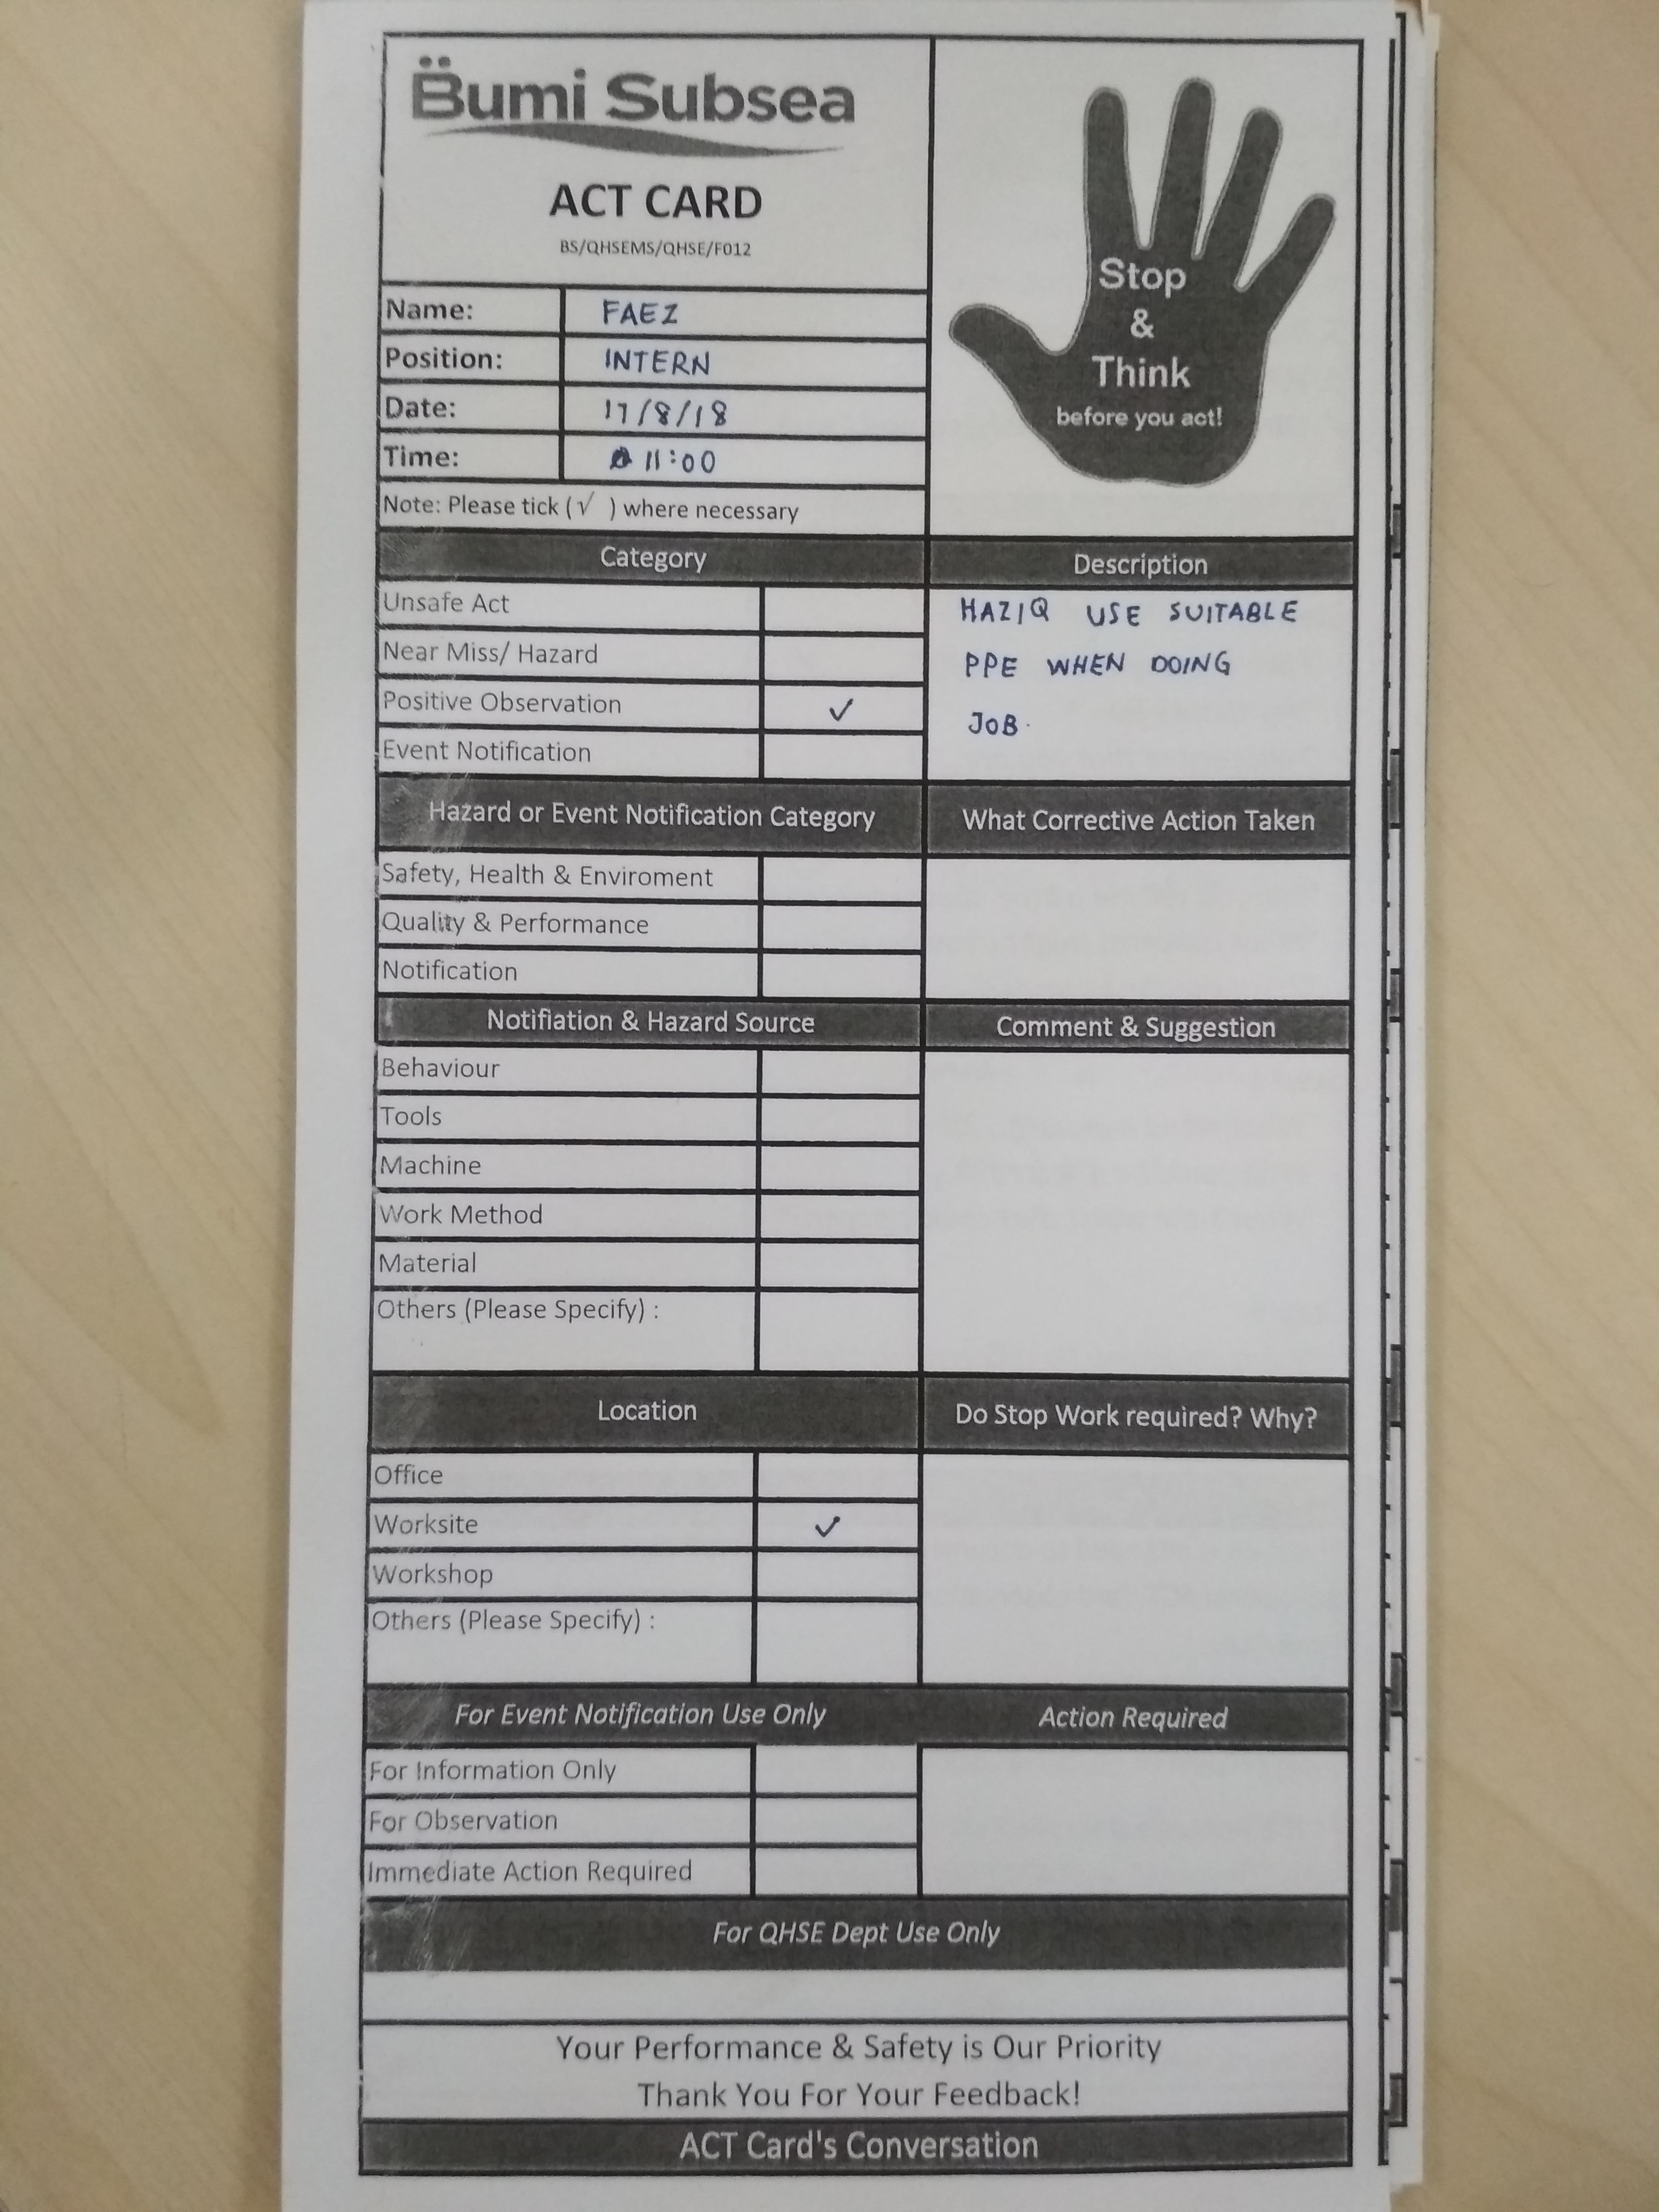 Bumi Subsea
ACT CARD
BS/QHSEMS/QHSE/F012
Stop
&
Think
before you act!
Name: FAEZ
Position: INTERN
Date: 17/8/18
Time: 11:00
Note: Please tick (√ ) where necessary
Category
Description
Unsafe Act
Near Miss/ Hazard
Positive Observation ✓
Event Notification
HAZIQ USE SUITABLE
PPE WHEN DOING
JOB.
Hazard or Event Notification Category
What Corrective Action Taken
Safety, Health & Enviroment
Quality & Performance
Notification
Notifiation & Hazard Source
Comment & Suggestion
Behaviour
Tools
Machine
Work Method
Material
Others (Please Specify) :
Location
Do Stop Work required? Why?
Office
Worksite ✓
Workshop
Others (Please Specify) :
For Event Notification Use Only
Action Required
For Information Only
For Observation
Immediate Action Required
For QHSE Dept Use Only
Your Performance & Safety is Our Priority
Thank You For Your Feedback!
ACT Card's Conversation